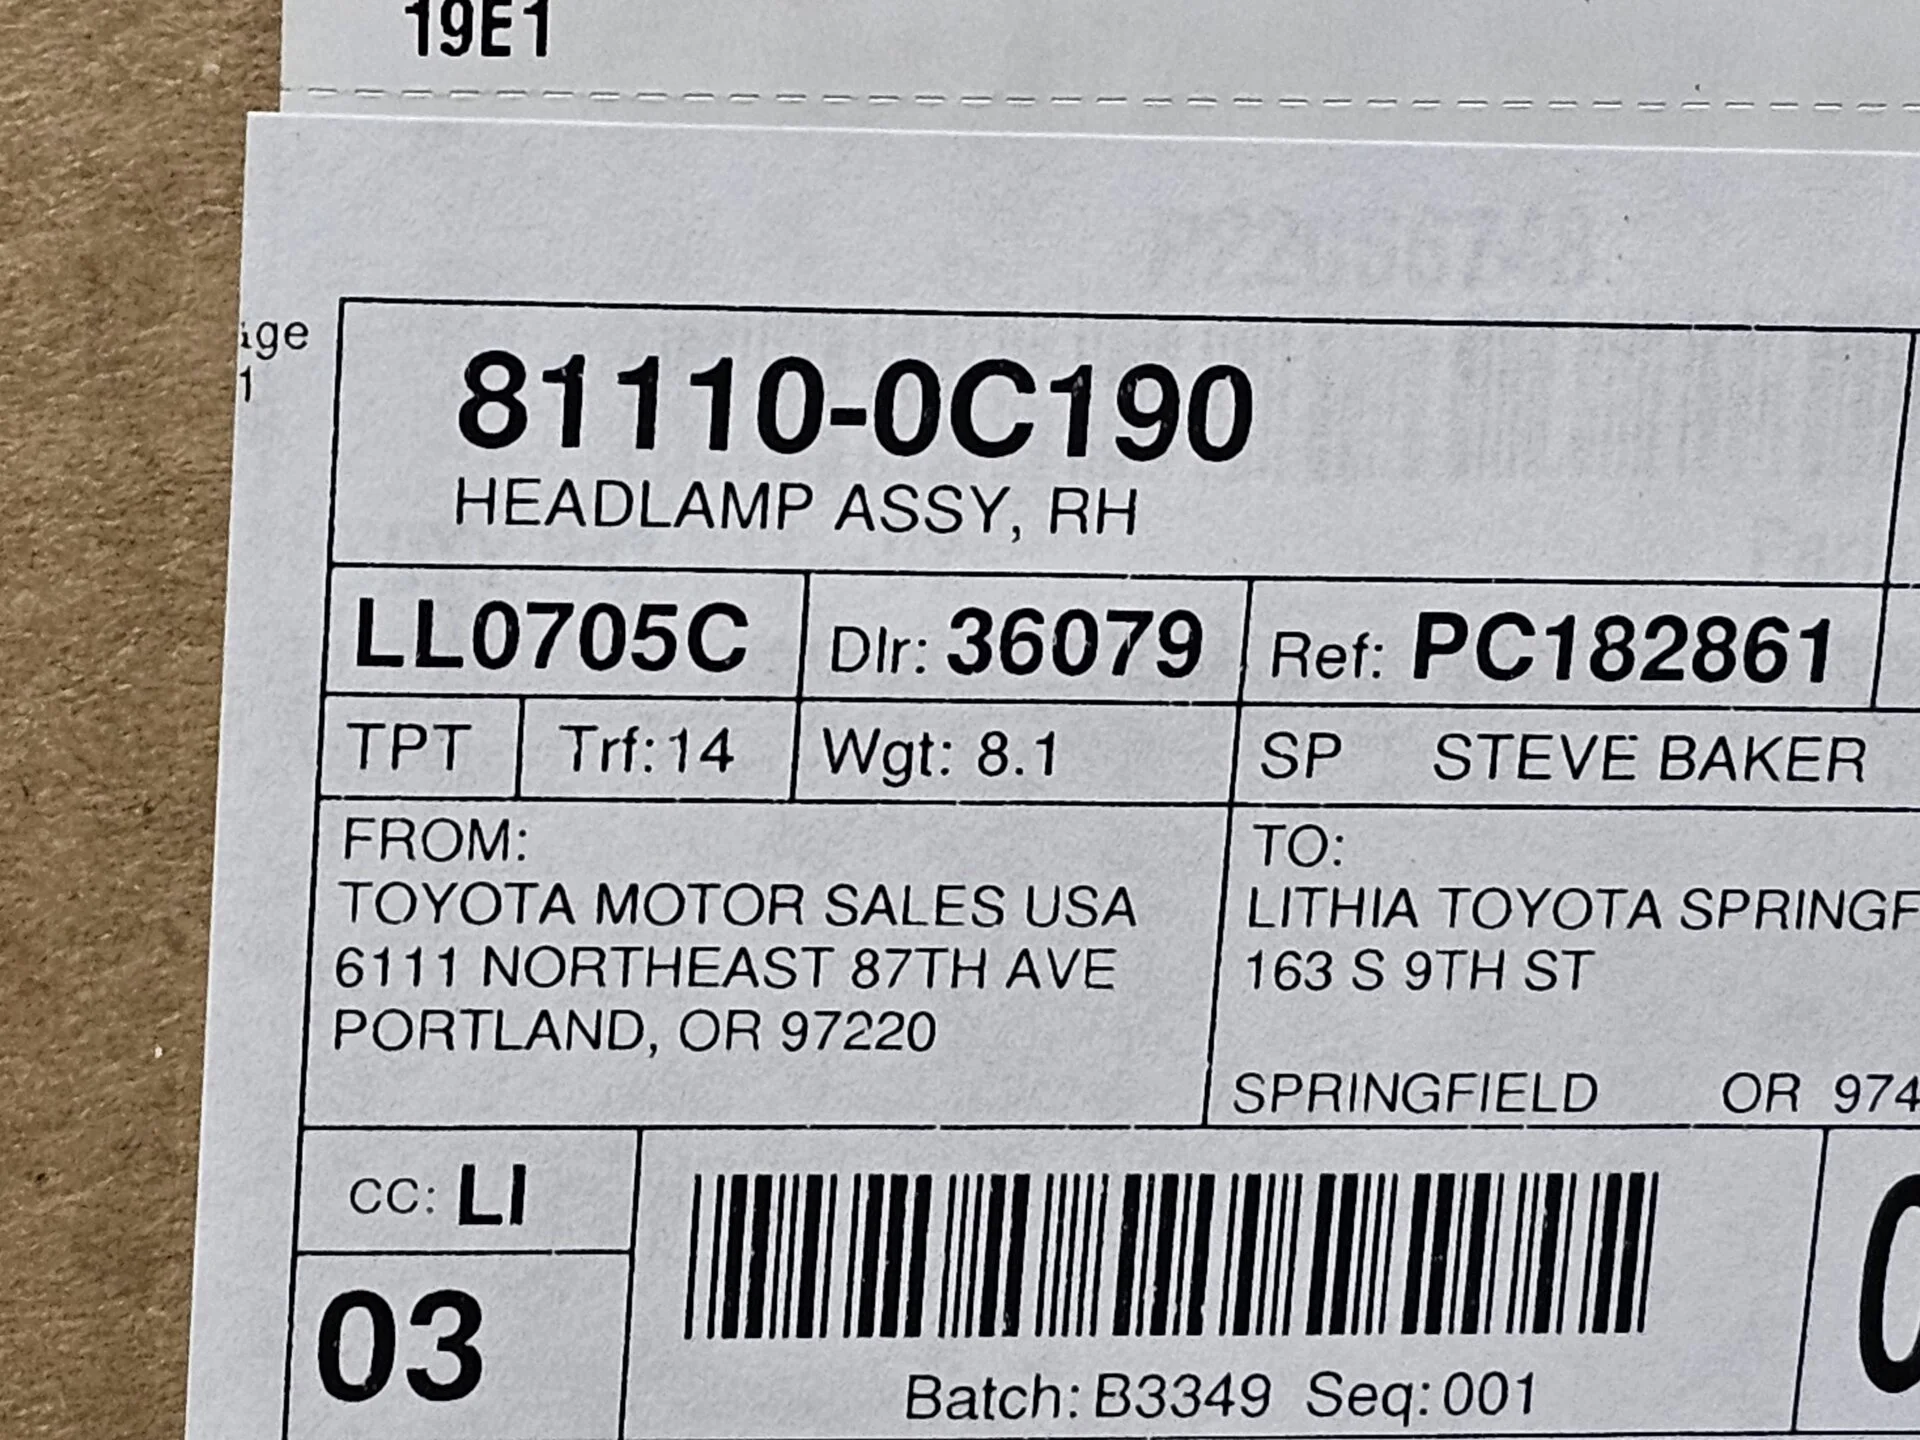 19E1
age
1
81110-0C190
HEADLAMP ASSY, RH
LL0705C Dlr: 36079 Ref: PC182861
TPT Trf:14 Wgt: 8.1 SP STEVE BAKER
FROM:
TOYOTA MOTOR SALES USA
6111 NORTHEAST 87TH AVE
PORTLAND, OR 97220
TO:
LITHIA TOYOTA SPRINGF
163 S 9TH ST
SPRINGFIELD OR 974
CC: LI
03
Batch: B3349 Seq: 001